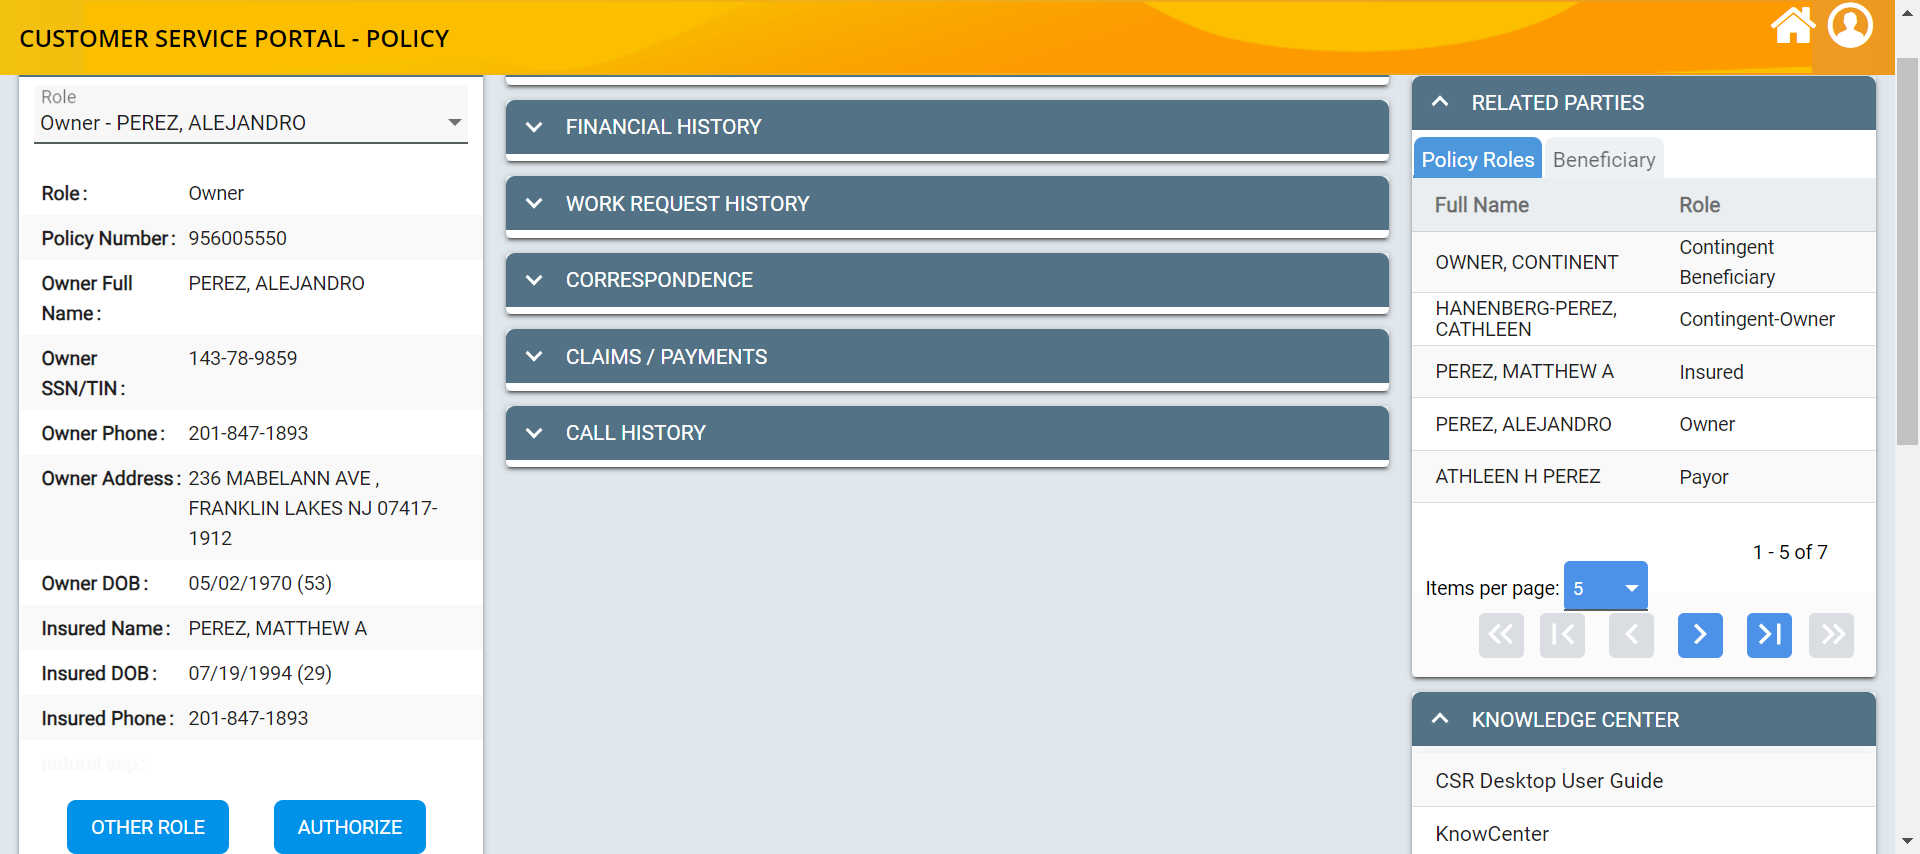 CUSTOMER SERVICE PORTAL - POLICY
Role
Owner - PEREZ, ALEJANDRO
Role: Owner
Policy Number: 956005550
Owner Full Name: PEREZ, ALEJANDRO
Owner SSN/TIN: 143-78-9859
Owner Phone: 201-847-1893
Owner Address: 236 MABELANN AVE ,
FRANKLIN LAKES NJ 07417-
1912
Owner DOB: 05/02/1970 (53)
Insured Name: PEREZ, MATTHEW A
Insured DOB: 07/19/1994 (29)
Insured Phone: 201-847-1893
OTHER ROLE
AUTHORIZE
FINANCIAL HISTORY
WORK REQUEST HISTORY
CORRESPONDENCE
CLAIMS / PAYMENTS
CALL HISTORY
RELATED PARTIES
Policy Roles Beneficiary
Full Name Role
OWNER, CONTINENT Contingent Beneficiary
HANENBERG-PEREZ, CATHLEEN Contingent-Owner
PEREZ, MATTHEW A Insured
PEREZ, ALEJANDRO Owner
ATHLEEN H PEREZ Payor
1 - 5 of 7
Items per page: 5
KNOWLEDGE CENTER
CSR Desktop User Guide
KnowCenter